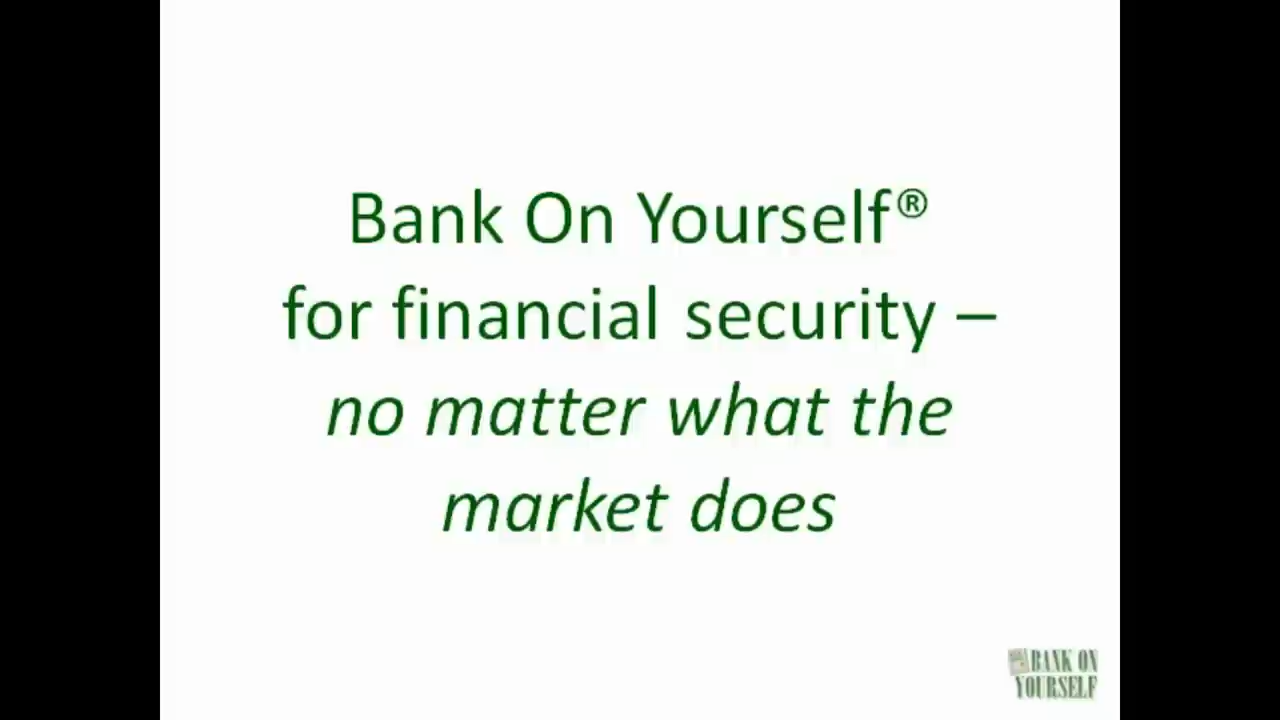 Bank On Yourself®
for financial security –
no matter what the
market does
BANK ON
YOURSELF